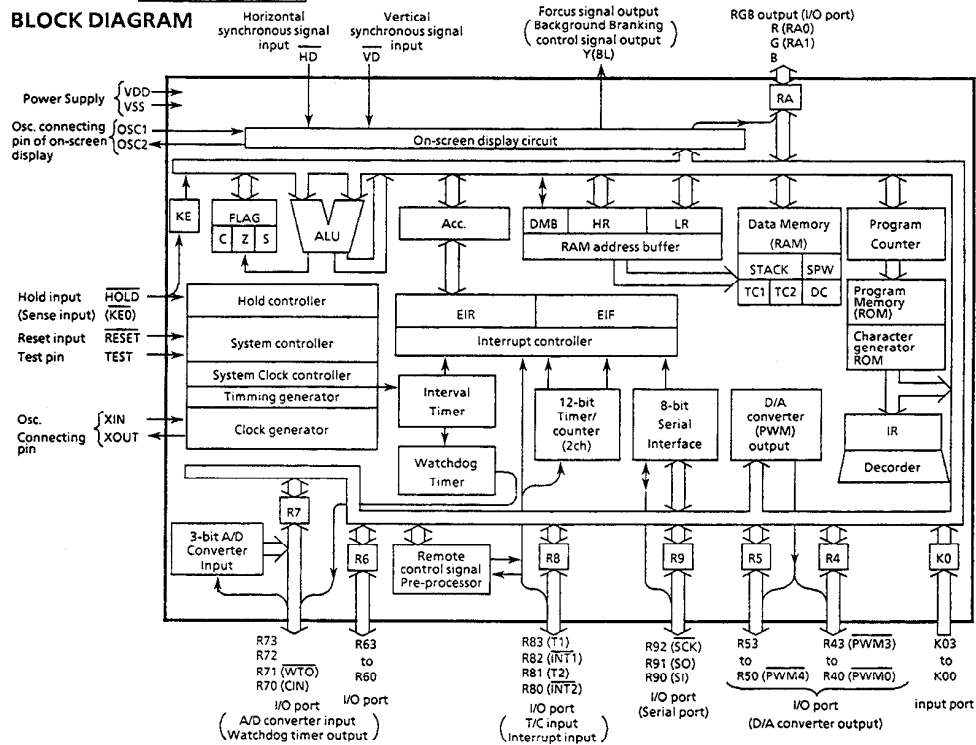 BLOCK DIAGRAM
Horizontal
synchronous signal
input
HD
Vertical
synchronous signal
input
VD
Forcus signal output
(Background Branking
control signal output)
Y(BL)
RGB output (I/O port)
R (RA0)
G (RA1)
B
Power Supply
VDD
VSS
RA
Osc. connecting
pin of on-screen
display
OSC1
OSC2
On-screen display circuit
KE
FLAG
C Z S
ALU
Acc.
DMB HR LR
RAM address buffer
Data Memory
(RAM)
STACK SPW
TC1 TC2 DC
Program
Counter
Program
Memory
(ROM)
Character
generator
ROM
Hold input
(Sense input)
HOLD
(KE0)
Reset input RESET
Test pin TEST
Osc.
Connecting
pin
XIN
XOUT
Hold controller
System controller
System Clock controller
Timming generator
Clock generator
EIR EIF
Interrupt controller
Interval
Timer
Watchdog
Timer
12-bit
Timer/
counter
(2ch)
8-bit
Serial
Interface
D/A
converter
(PWM)
output
IR
Decorder
R7
3-bit A/D
Converter
Input
R6
Remote
control signal
Pre-processor
R8
R9
R5
R4
K0
R73
R72
R71 (WTO)
R70 (CIN)
I/O port
(A/D converter input
Watchdog timer output)
R63
to
R60
I/O port
R83 (T1)
R82 (INT1)
R81 (T2)
R80 (INT2)
I/O port
(T/C input
Interrupt input)
R92 (SCK)
R91 (SO)
R90 (SI)
I/O port
(Serial port)
R53
to
R50 (PWM4)
R43 (PWM3)
to
R40 (PWM0)
I/O port
(D/A converter output)
K03
to
K00
input port